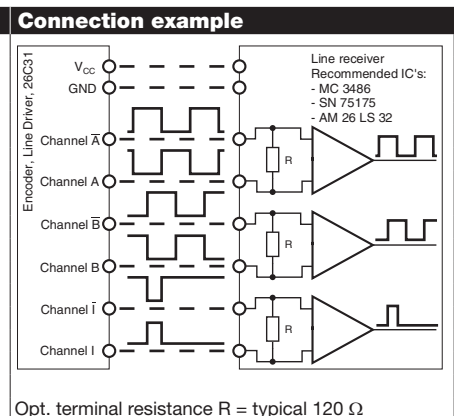 Connection example
Encoder, Line Driver, 26C31
V_CC
GND
Channel A̅
Channel A
Channel B̅
Channel B
Channel I̅
Channel I
Line receiver
Recommended IC's:
- MC 3486
- SN 75175
- AM 26 LS 32
R
R
R
Opt. terminal resistance R = typical 120 Ω